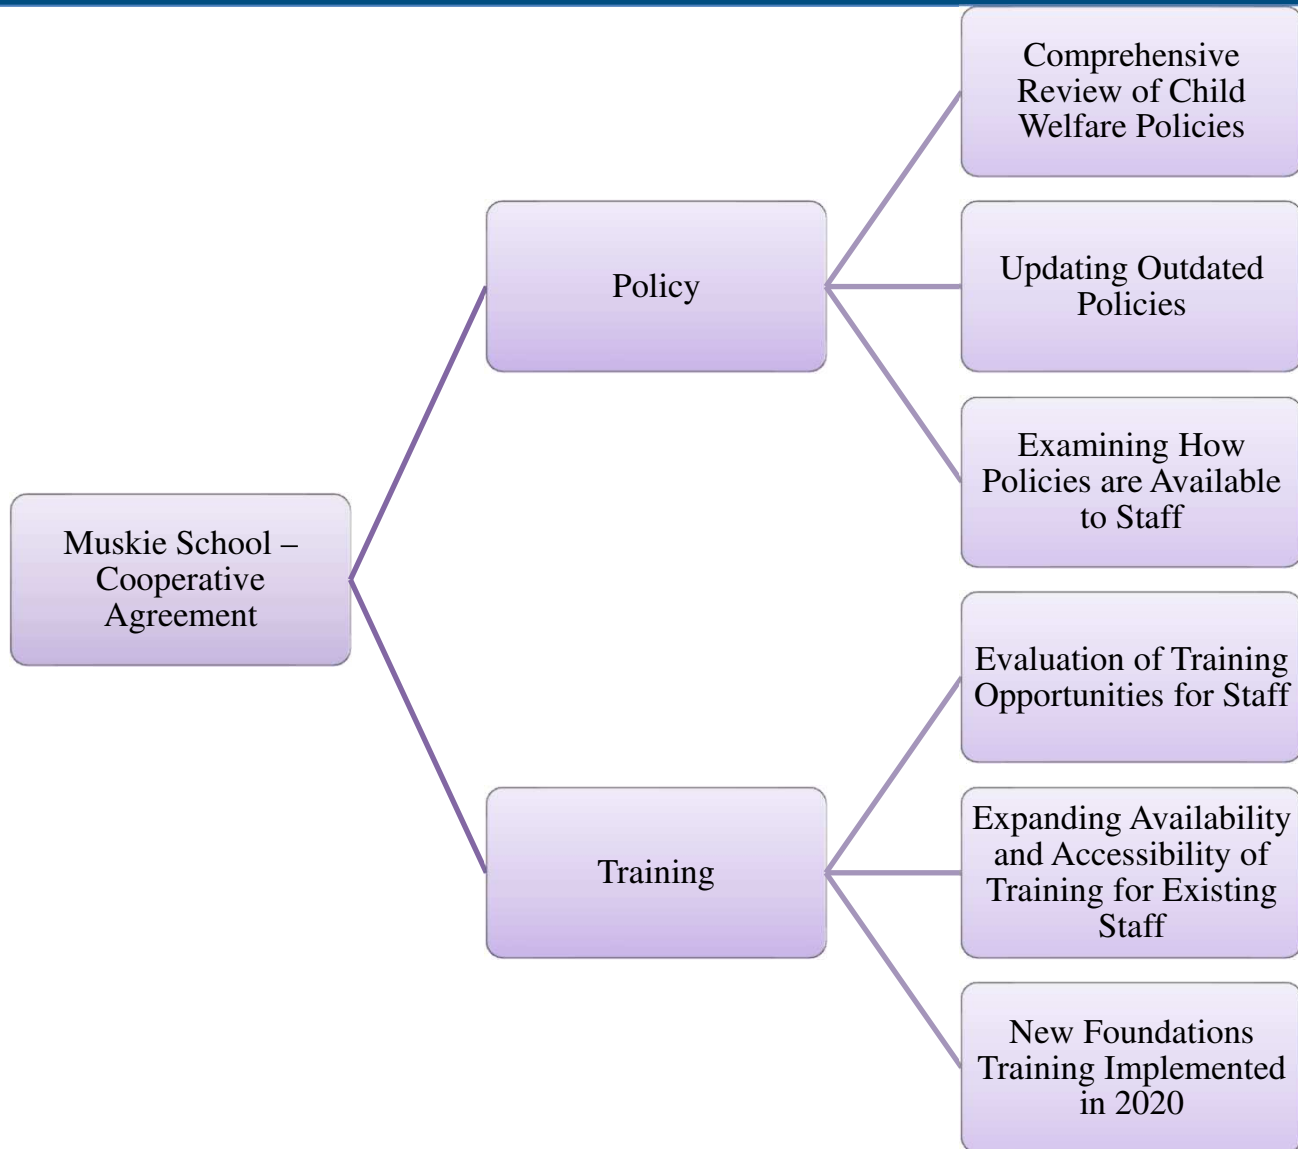 Muskie School –
Cooperative
Agreement
Policy
Comprehensive
Review of Child
Welfare Policies
Updating Outdated
Policies
Examining How
Policies are Available
to Staff
Training
Evaluation of Training
Opportunities for Staff
Expanding Availability
and Accessibility of
Training for Existing
Staff
New Foundations
Training Implemented
in 2020